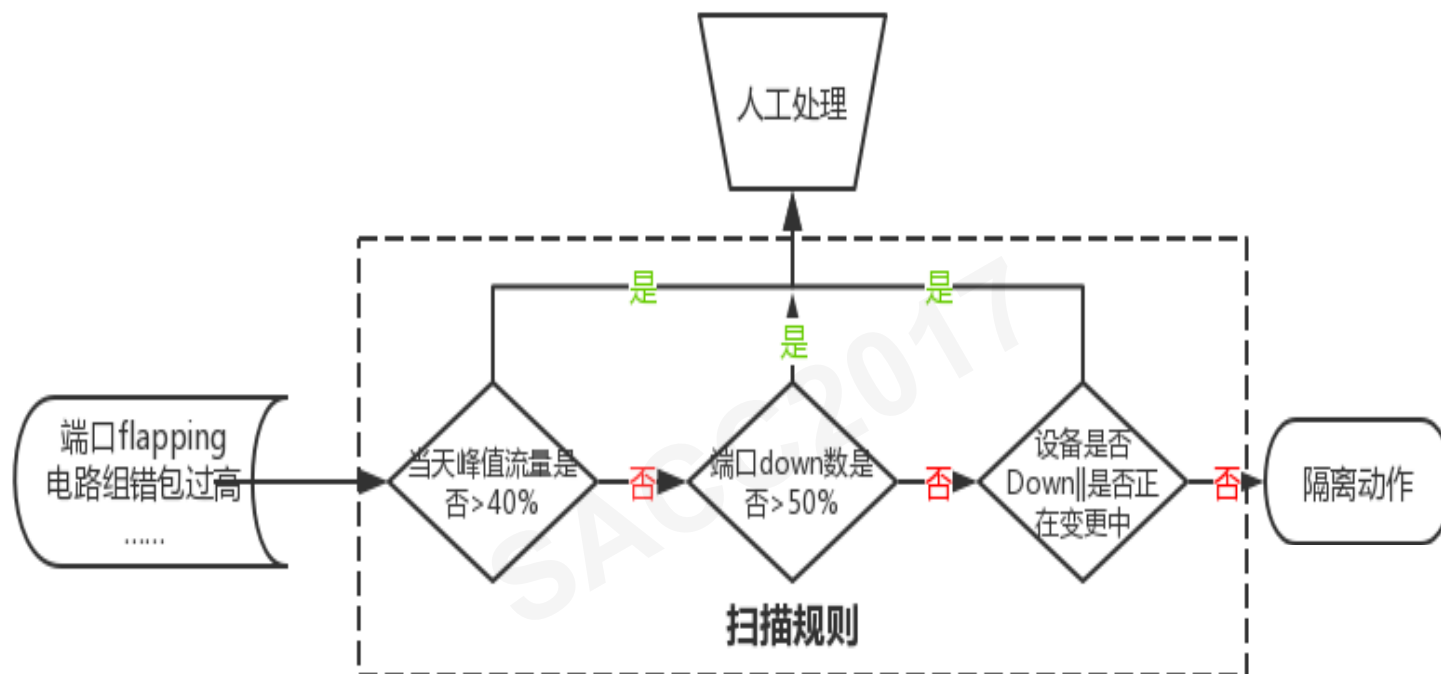 人工处理
是
是
是
端口flapping
电路组错包过高
……
当天峰值流量是
否>40%
否
端口down数是
否>50%
否
设备是否
Down||是否正
在变更中
否
隔离动作
扫描规则
SACC2017